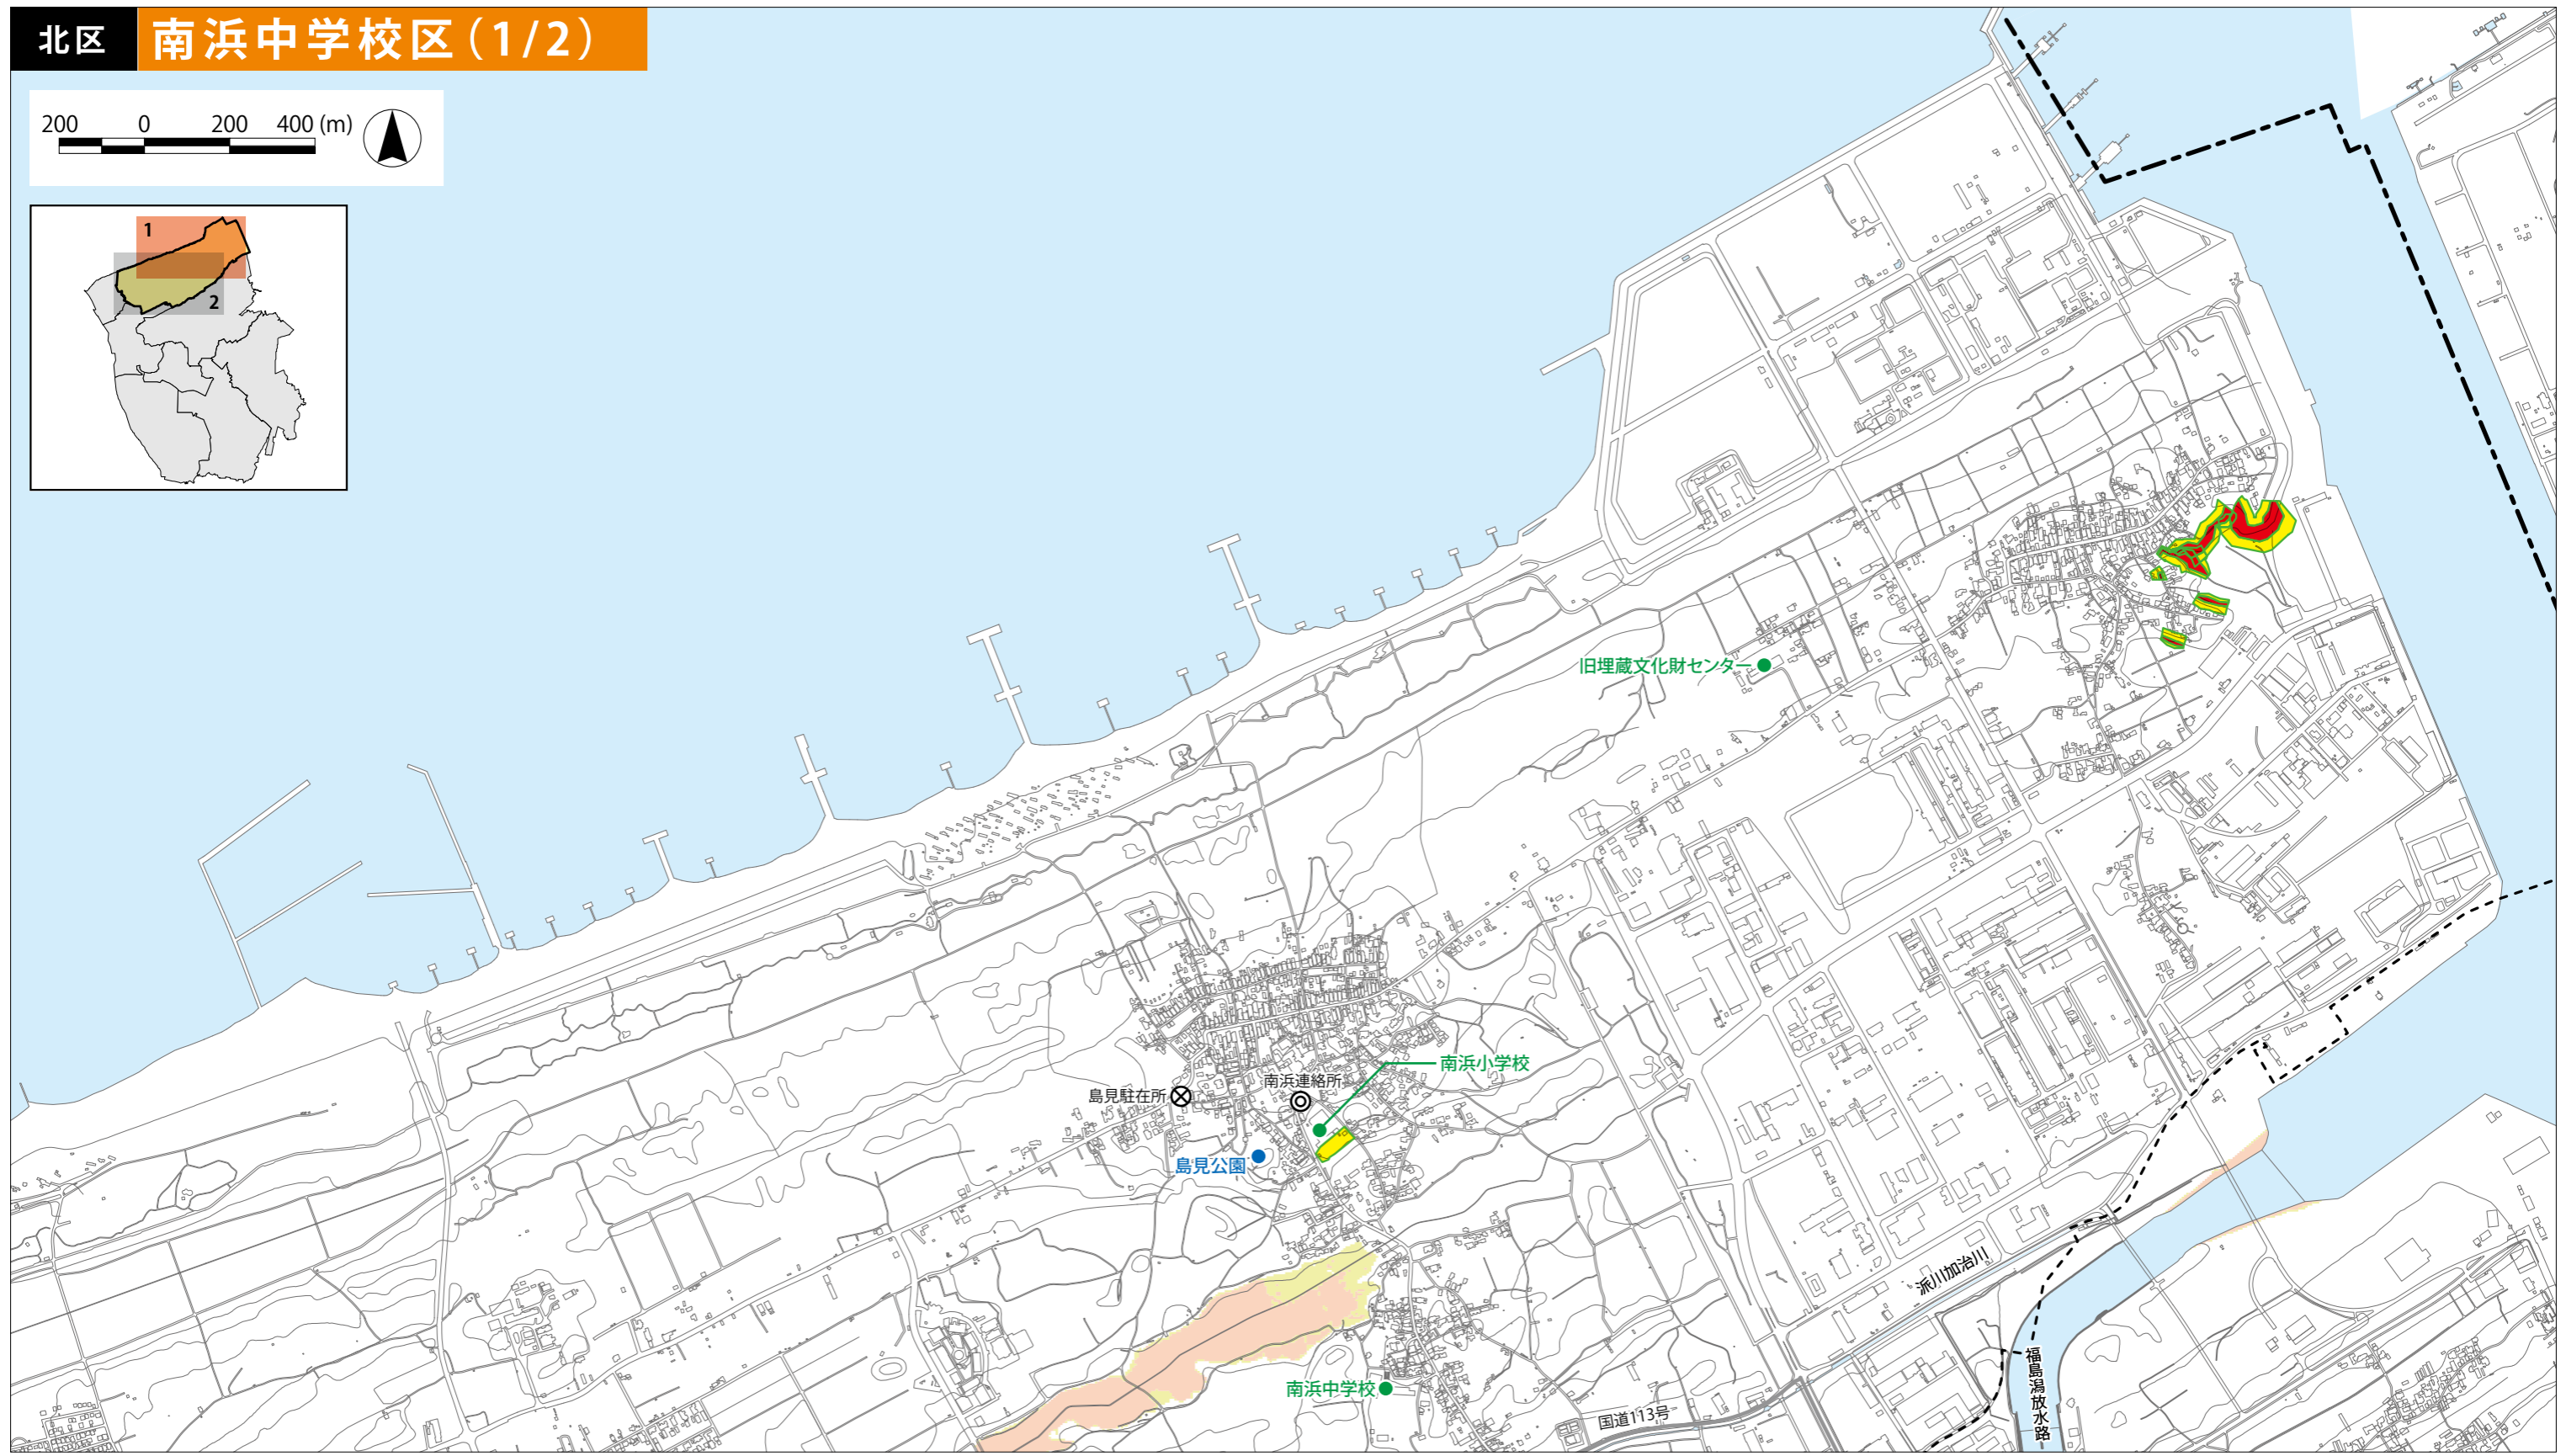 北区
南浜中学校区(1/2)
200 0 200 400 (m)
1
2
旧埋蔵文化財センター
南浜小学校
南浜連絡所
島見駐在所
島見公園
派川加治川
南浜中学校
国道113号
福島潟放水路